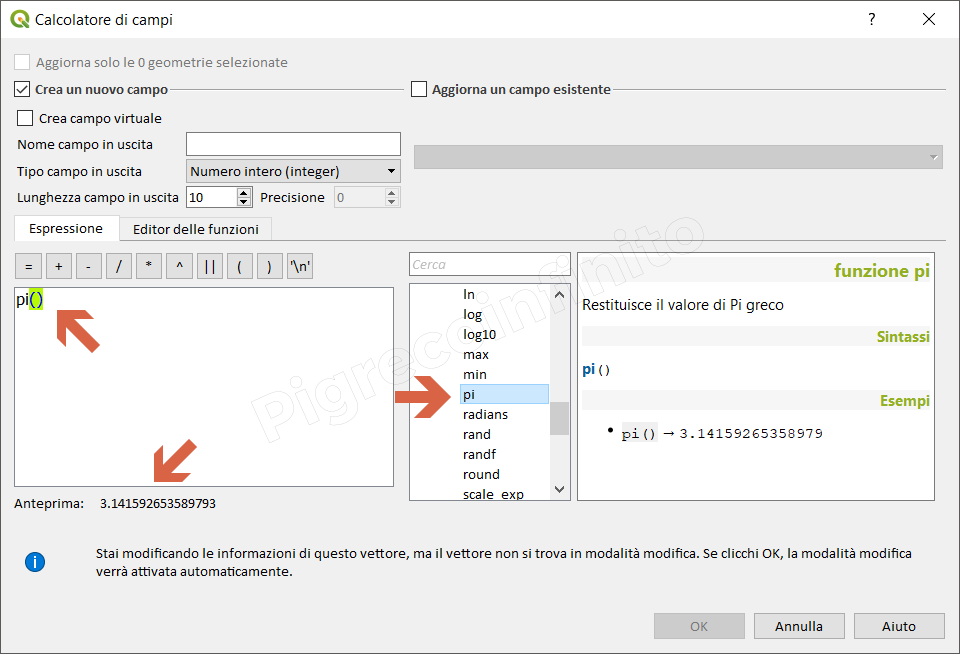 Calcolatore di campi
?
Aggiorna solo le 0 geometrie selezionate
Crea un nuovo campo
Aggiorna un campo esistente
Crea campo virtuale
Nome campo in uscita
Tipo campo in uscita
Numero intero (integer)
Lunghezza campo in uscita
10
Precisione
0
Espressione
Editor delle funzioni
= + - / * ^ || ( ) '\n'
pi()
Cerca
ln
log
log10
max
min
pi
radians
rand
randf
round
scale_exp
funzione pi
Restituisce il valore di Pi greco
Sintassi
pi()
Esempi
• pi() → 3.14159265358979
Anteprima: 3.141592653589793
Pigrecoinfinito
Stai modificando le informazioni di questo vettore, ma il vettore non si trova in modalità modifica. Se clicchi OK, la modalità modifica
verrà attivata automaticamente.
OK
Annulla
Aiuto